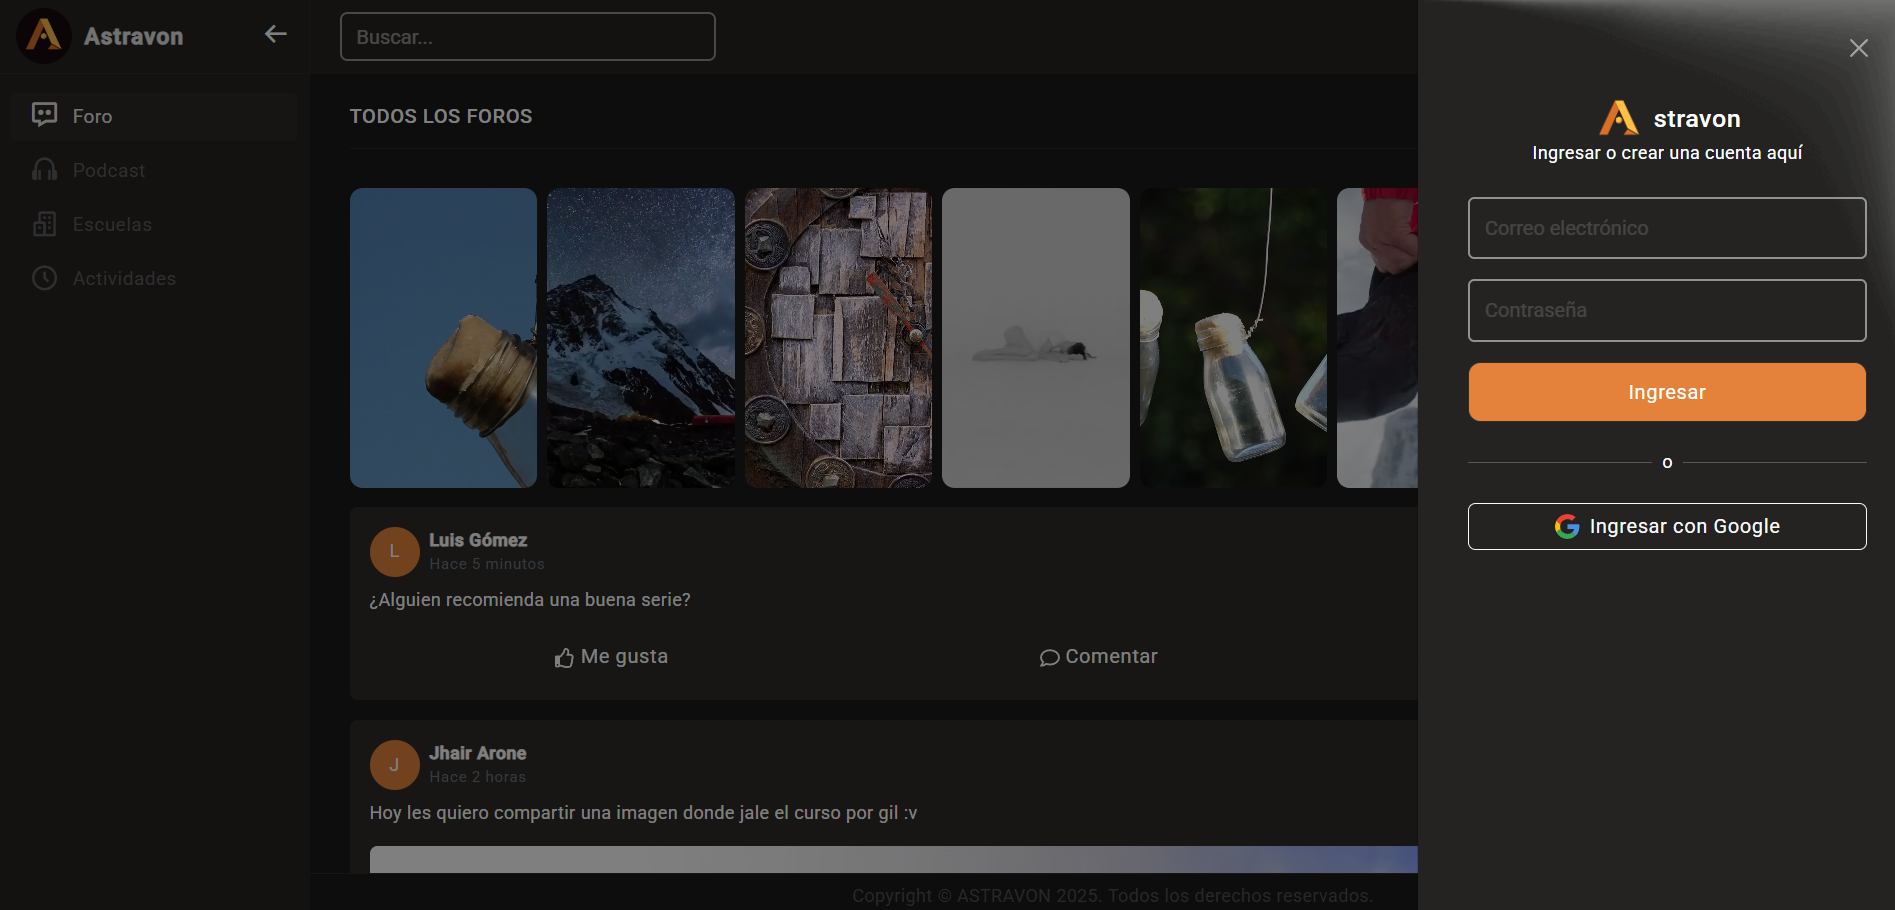 Astravon
Buscar...
Foro
Podcast
Escuelas
Actividades
TODOS LOS FOROS
L
Luis Gómez
Hace 5 minutos
¿Alguien recomienda una buena serie?
Me gusta
Comentar
J
Jhair Arone
Hace 2 horas
Hoy les quiero compartir una imagen donde jale el curso por gil :v
Copyright © ASTRAVON 2025. Todos los derechos reservados.
Astravon
Ingresar o crear una cuenta aquí
Correo electrónico
Contraseña
Ingresar
o
Ingresar con Google